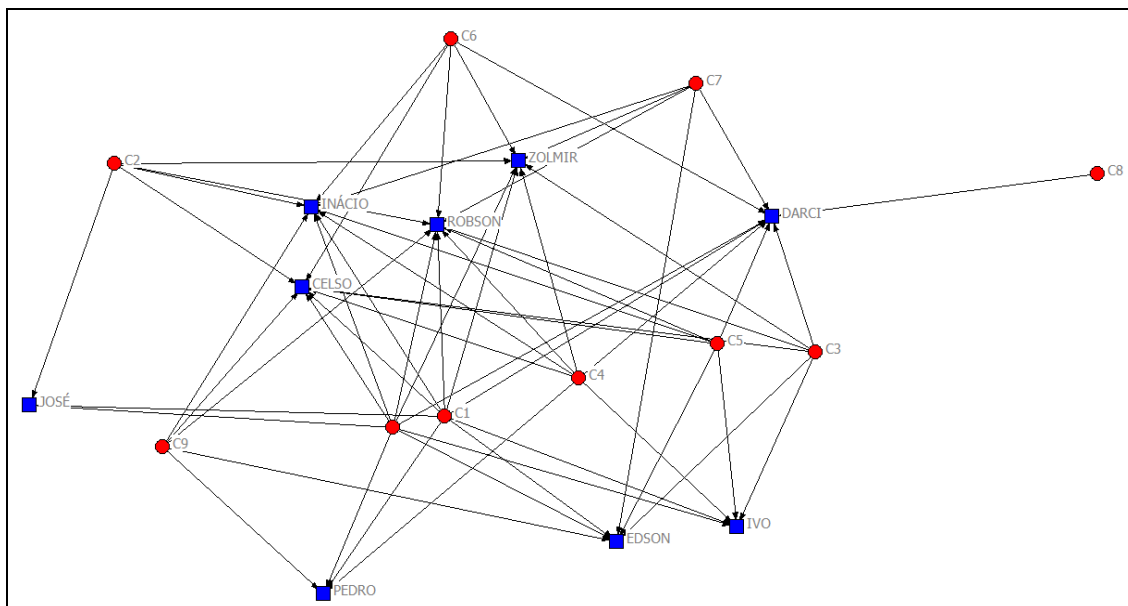 C6
C7
C2
ZOLMIR
C8
INÁCIO
DARCI
ROBSON
CELSO
C5
C3
C4
JOSÉ
C1
C9
IVO
EDSON
PEDRO